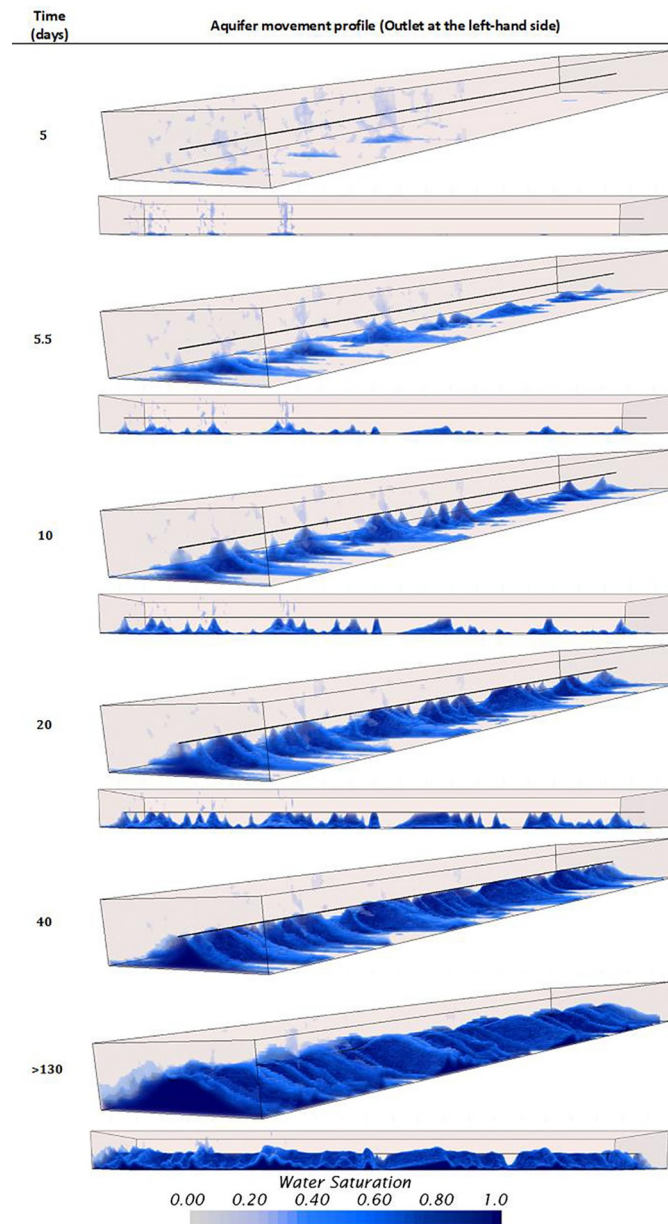 Time
(days)
Aquifer movement profile (Outlet at the left-hand side)
5
5.5
10
20
40
>130
Water Saturation
0.00 0.20 0.40 0.60 0.80 1.0